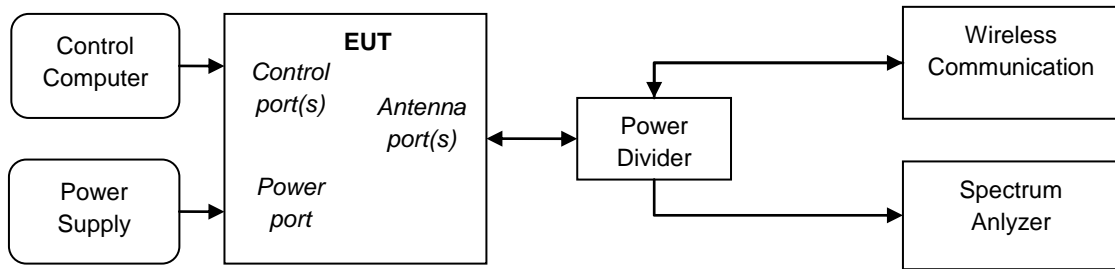 Control
Computer
Power
Supply
EUT
Control
port(s)
Antenna
port(s)
Power
port
Power
Divider
Wireless
Communication
Spectrum
Anlyzer